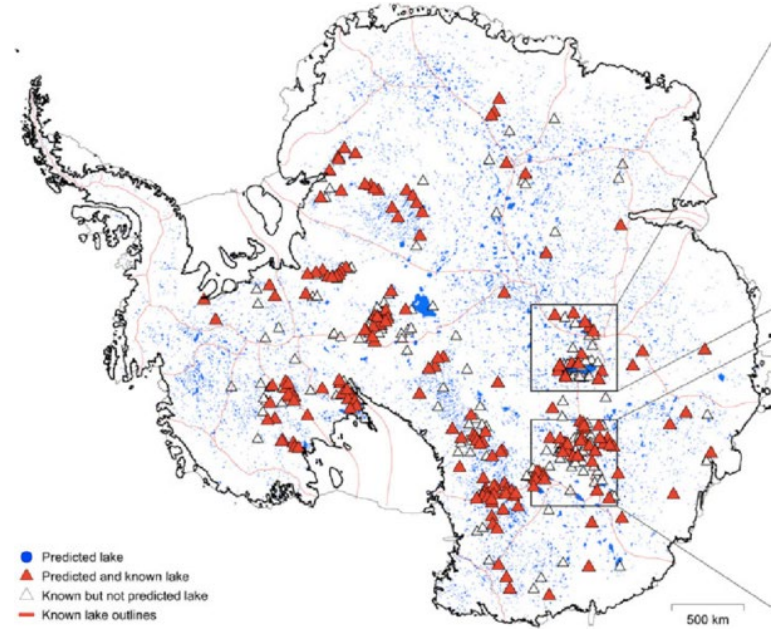 Predicted lake
Predicted and known lake
Known but not predicted lake
Known lake outlines
500 km